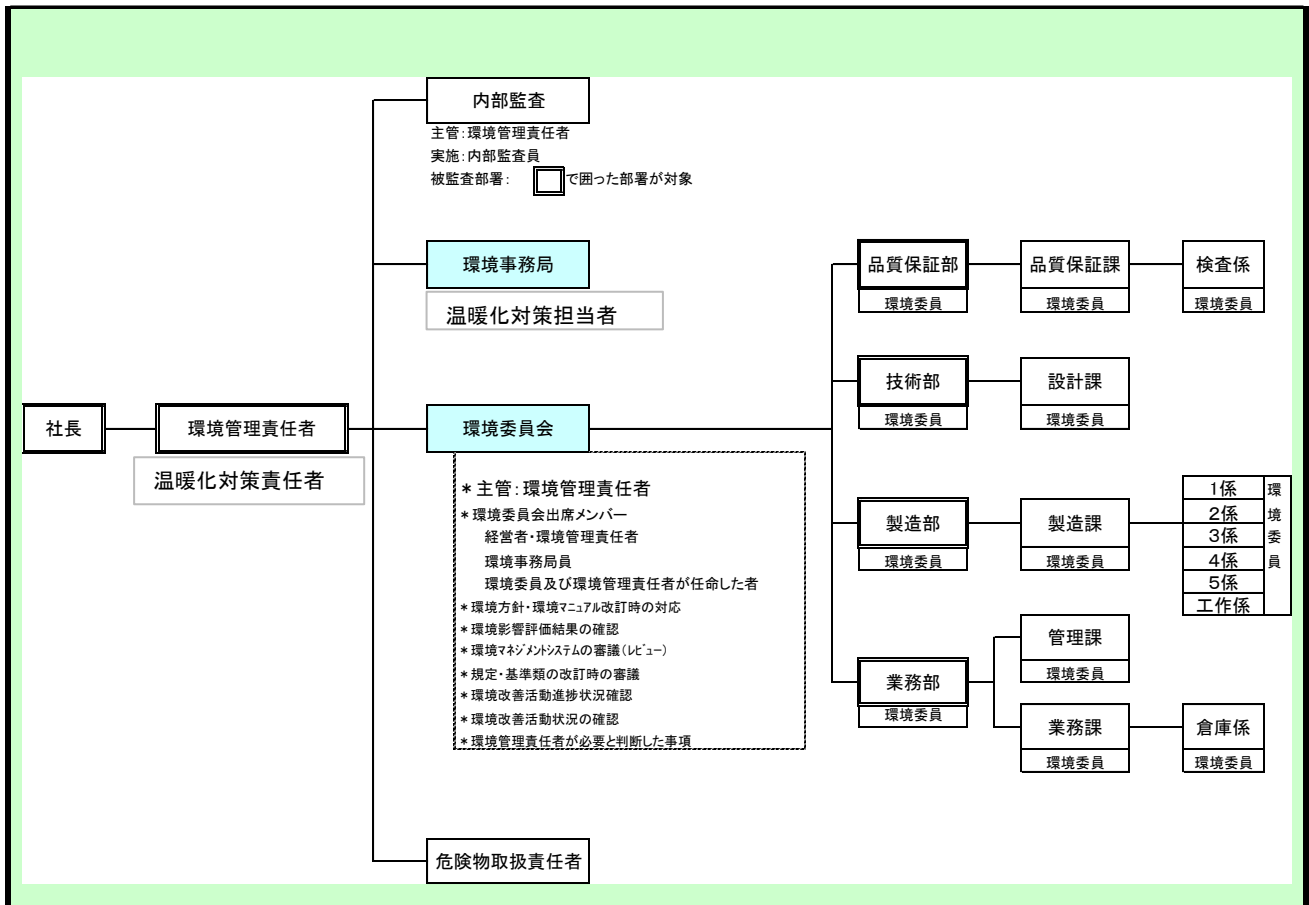 内部監査
主管：環境管理責任者
実施：内部監査員
被監査部署：　で囲った部署が対象
環境事務局
温暖化対策担当者
社長
環境管理責任者
温暖化対策責任者
環境委員会
＊主管：環境管理責任者
＊環境委員会出席メンバー
経営者・環境管理責任者
環境事務局員
環境委員及び環境管理責任者が任命した者
＊環境方針・環境ﾏﾆｭｱﾙ改訂時の対応
＊環境影響評価結果の確認
＊環境ﾏﾈｼﾞﾒﾝﾄｼｽﾃﾑの審議（ﾚﾋﾞｭｰ）
＊規定・基準類の改訂時の審議
＊環境改善活動進捗状況確認
＊環境改善活動状況の確認
＊環境管理責任者が必要と判断した事項
危険物取扱責任者
品質保証部
環境委員
品質保証課
環境委員
検査係
環境委員
技術部
環境委員
設計課
環境委員
製造部
環境委員
製造課
環境委員
1係
2係
3係
4係
5係
工作係
環境委員
業務部
環境委員
管理課
環境委員
業務課
環境委員
倉庫係
環境委員